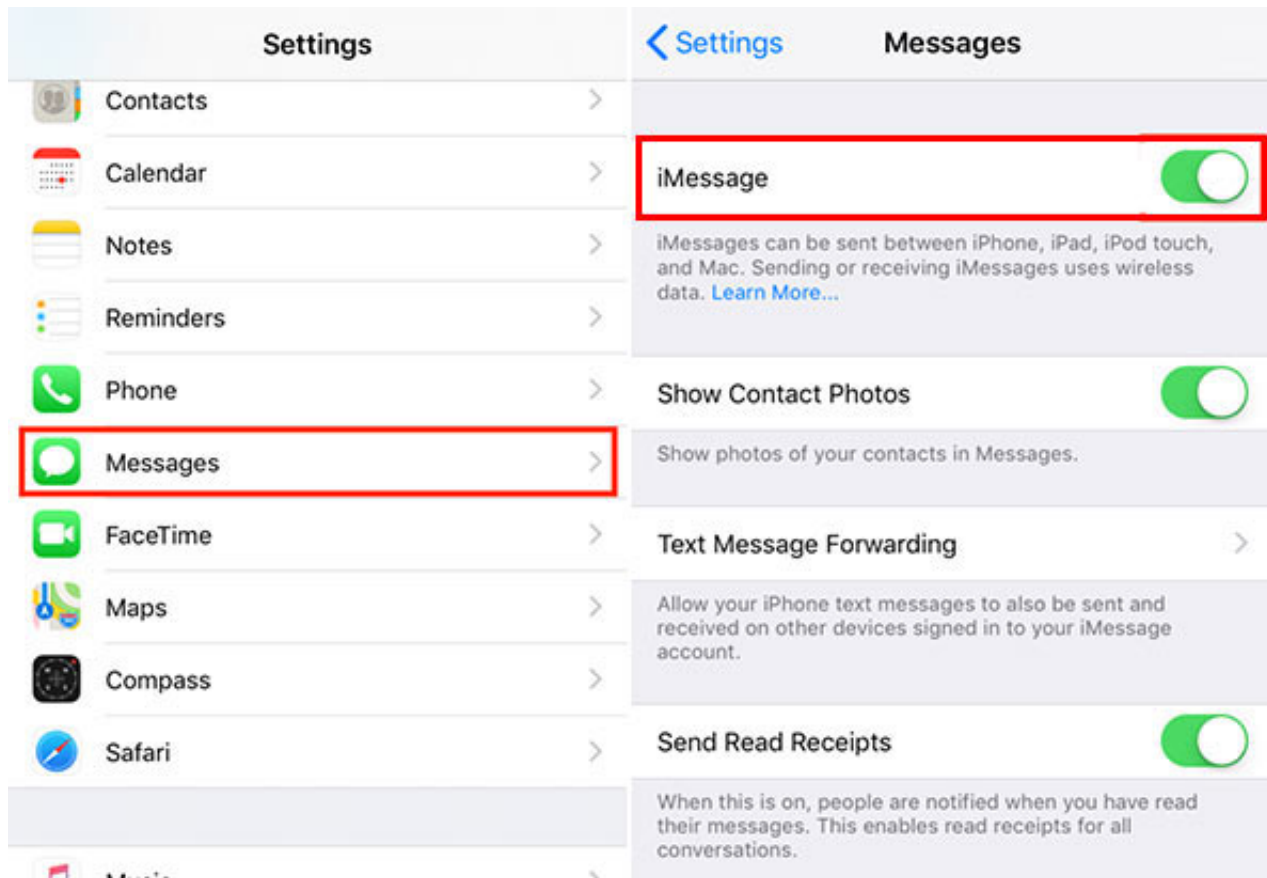 Settings
Contacts
Calendar
Notes
Reminders
Phone
Messages
FaceTime
Maps
Compass
Safari
Settings
Messages
iMessage
iMessages can be sent between iPhone, iPad, iPod touch,
and Mac. Sending or receiving iMessages uses wireless
data. Learn More...
Show Contact Photos
Show photos of your contacts in Messages.
Text Message Forwarding
Allow your iPhone text messages to also be sent and
received on other devices signed in to your iMessage
account.
Send Read Receipts
When this is on, people are notified when you have read
their messages. This enables read receipts for all
conversations.